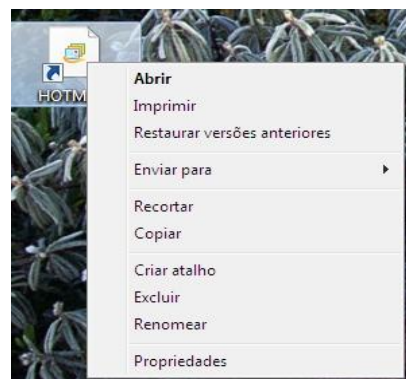 HOTM
Abrir
Imprimir
Restaurar versões anteriores
Enviar para
Recortar
Copiar
Criar atalho
Excluir
Renomear
Propriedades